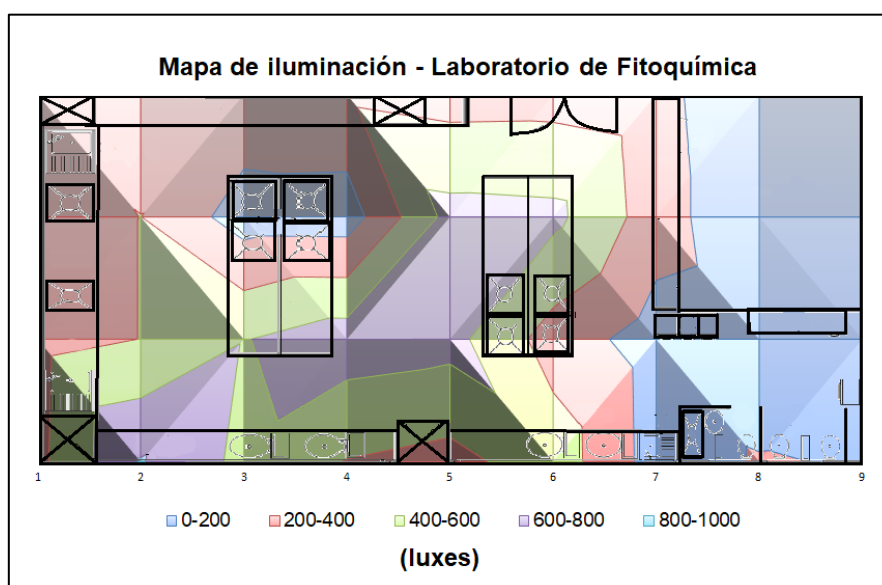 Mapa de iluminación - Laboratorio de Fitoquímica
1 2 3 4 5 6 7 8 9
0-200 200-400 400-600 600-800 800-1000
(luxes)